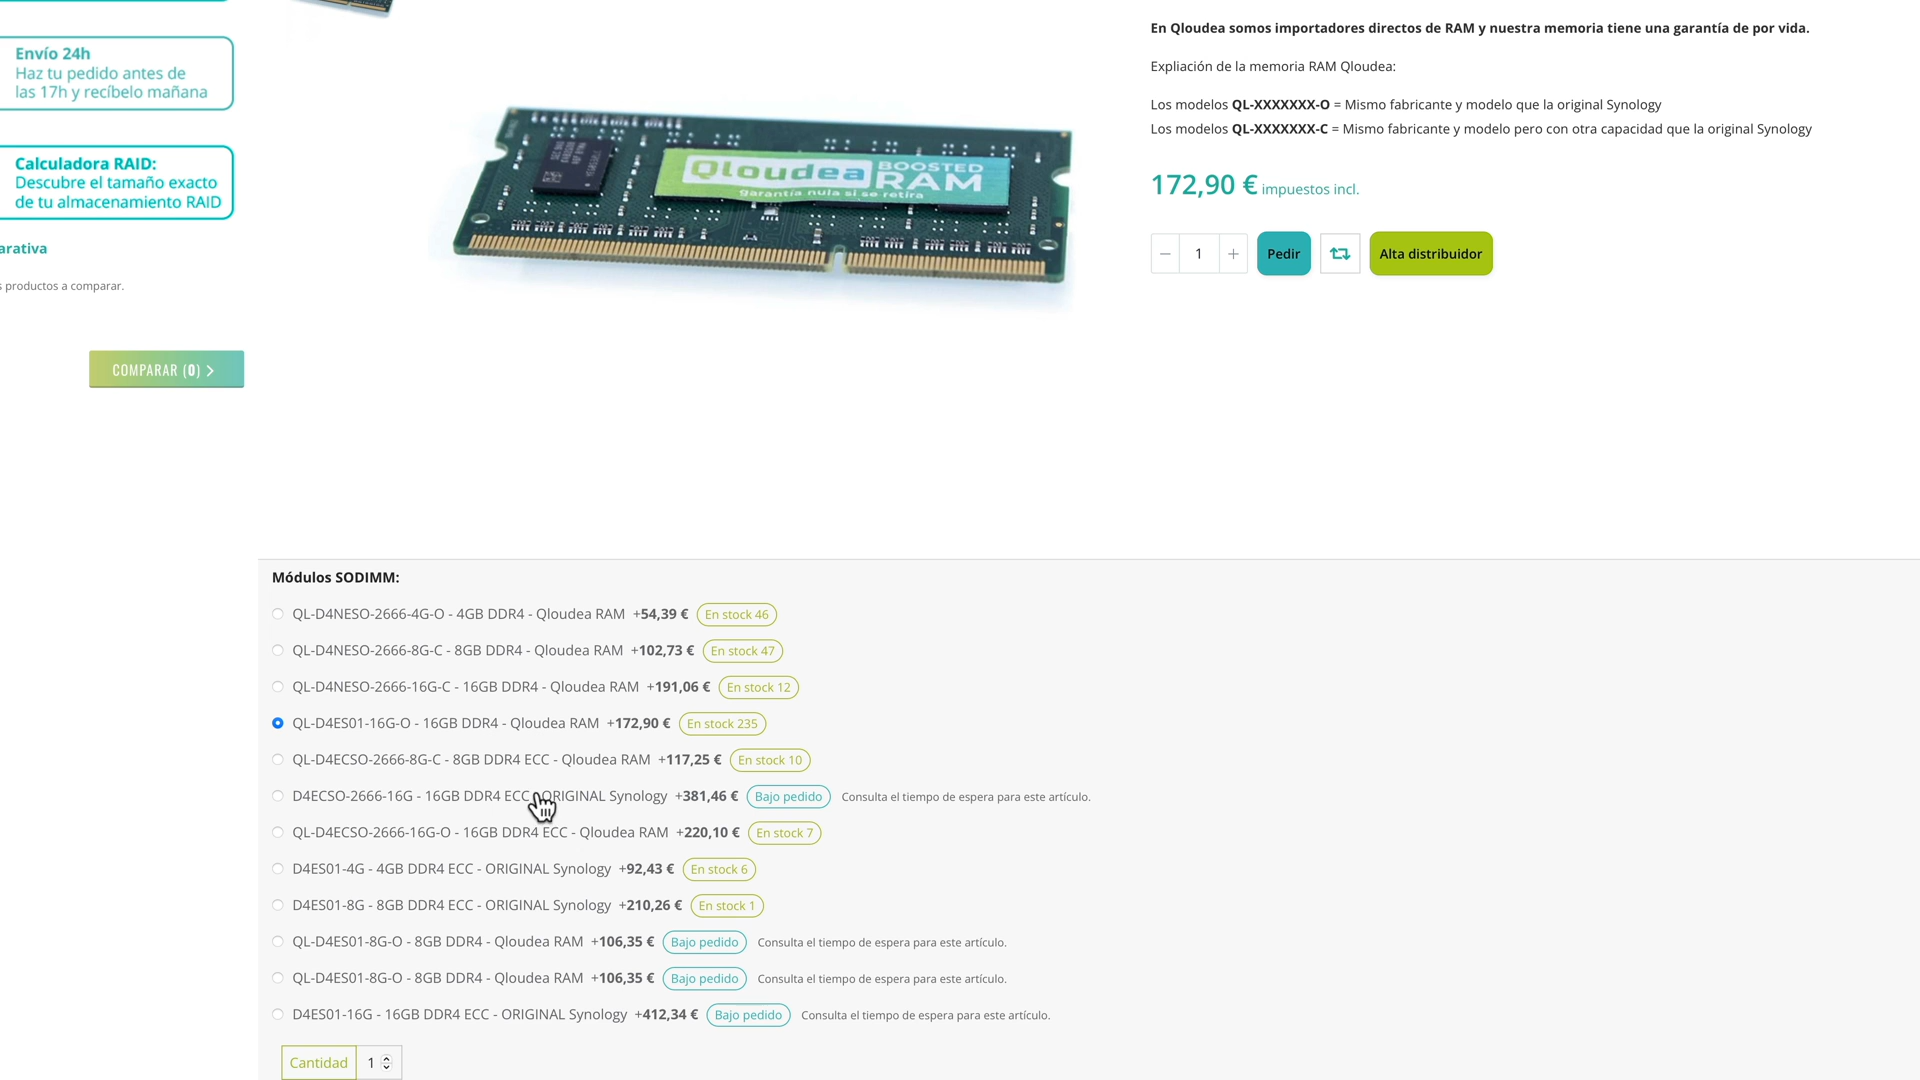 Envío 24h
Haz tu pedido antes de
las 17h y recíbelo mañana
Calculadora RAID:
Descubre el tamaño exacto
de tu almacenamiento RAID
arativa
s productos a comparar.
COMPARAR (0)
Qloudea BOOSTED
RAM
garantía nula si se retira
En Qloudea somos importadores directos de RAM y nuestra memoria tiene una garantía de por vida.
Expliación de la memoria RAM Qloudea:
Los modelos QL-XXXXXXX-O = Mismo fabricante y modelo que la original Synology
Los modelos QL-XXXXXXX-C = Mismo fabricante y modelo pero con otra capacidad que la original Synology
172,90 € impuestos incl.
− 1 + Pedir Alta distribuidor
Módulos SODIMM:
QL-D4NESO-2666-4G-O - 4GB DDR4 - Qloudea RAM +54,39 € En stock 46
QL-D4NESO-2666-8G-C - 8GB DDR4 - Qloudea RAM +102,73 € En stock 47
QL-D4NESO-2666-16G-C - 16GB DDR4 - Qloudea RAM +191,06 € En stock 12
QL-D4ES01-16G-O - 16GB DDR4 - Qloudea RAM +172,90 € En stock 235
QL-D4ECSO-2666-8G-C - 8GB DDR4 ECC - Qloudea RAM +117,25 € En stock 10
D4ECSO-2666-16G - 16GB DDR4 ECC - ORIGINAL Synology +381,46 € Bajo pedido Consulta el tiempo de espera para este artículo.
QL-D4ECSO-2666-16G-O - 16GB DDR4 ECC - Qloudea RAM +220,10 € En stock 7
D4ES01-4G - 4GB DDR4 ECC - ORIGINAL Synology +92,43 € En stock 6
D4ES01-8G - 8GB DDR4 ECC - ORIGINAL Synology +210,26 € En stock 1
QL-D4ES01-8G-O - 8GB DDR4 - Qloudea RAM +106,35 € Bajo pedido Consulta el tiempo de espera para este artículo.
QL-D4ES01-8G-O - 8GB DDR4 - Qloudea RAM +106,35 € Bajo pedido Consulta el tiempo de espera para este artículo.
D4ES01-16G - 16GB DDR4 ECC - ORIGINAL Synology +412,34 € Bajo pedido Consulta el tiempo de espera para este artículo.
Cantidad 1